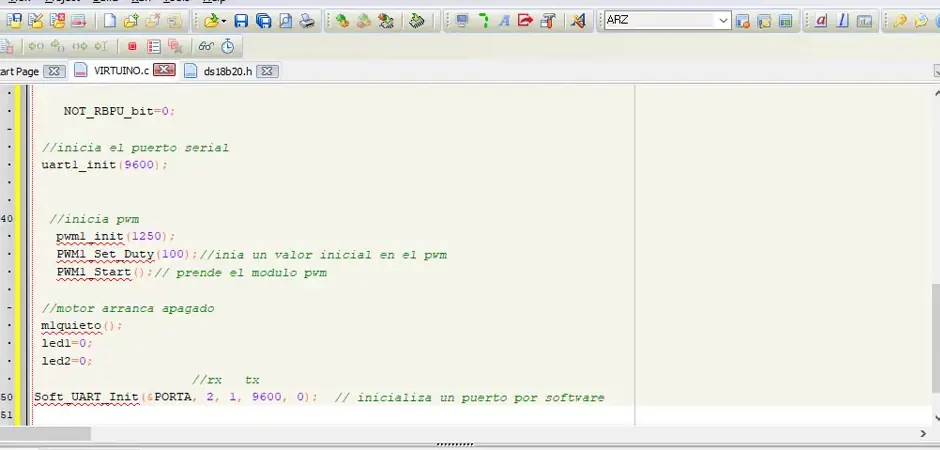 ARZ
art Page
VIRTUINO.c
ds18b20.h
NOT_RBPU_bit=0;
//inicia el puerto serial
uart1_init(9600);
40
//inicia pwm
pwm1_init(1250);
PWM1_Set_Duty(100);//inia un valor inicial en el pwm
PWM1_Start();// prende el modulo pwm
//motor arranca apagado
m1quieto();
led1=0;
led2=0;
//rx tx
50 Soft_UART_Init(&PORTA, 2, 1, 9600, 0); // inicializa un puerto por software
51